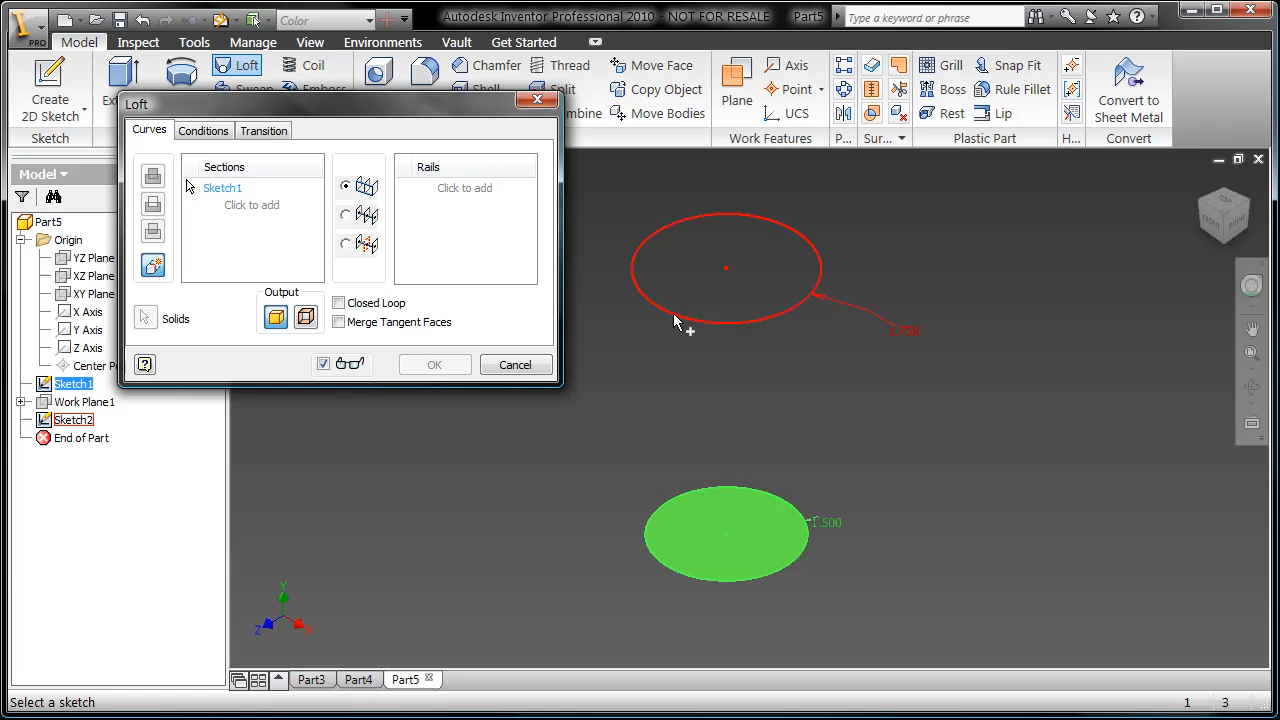 Color
Autodesk Inventor Professional 2010 - NOT FOR RESALE Part5
Type a keyword or phrase
PRO
Model Inspect Tools Manage View Environments Vault Get Started
Create
2D Sketch
Loft
Coil
Chamfer
Thread
Split
Move Face
Copy Object
Move Bodies
Plane
Axis
Point
UCS
Grill
Boss
Rest
Snap Fit
Rule Fillet
Lip
Convert to
Sheet Metal
Sketch
Work Features
P...
Sur...
Plastic Part
H...
Convert
Loft
Curves Conditions Transition
Sections
Sketch1
Click to add
Rails
Click to add
Output
Closed Loop
Merge Tangent Faces
Solids
OK
Cancel
Model
Part5
Origin
YZ Plane
XZ Plane
XY Plane
X Axis
Y Axis
Z Axis
Center
Sketch1
Work Plane1
Sketch2
End of Part
1.500
Y
Z
X
Part3 Part4 Part5
Select a sketch
1 3